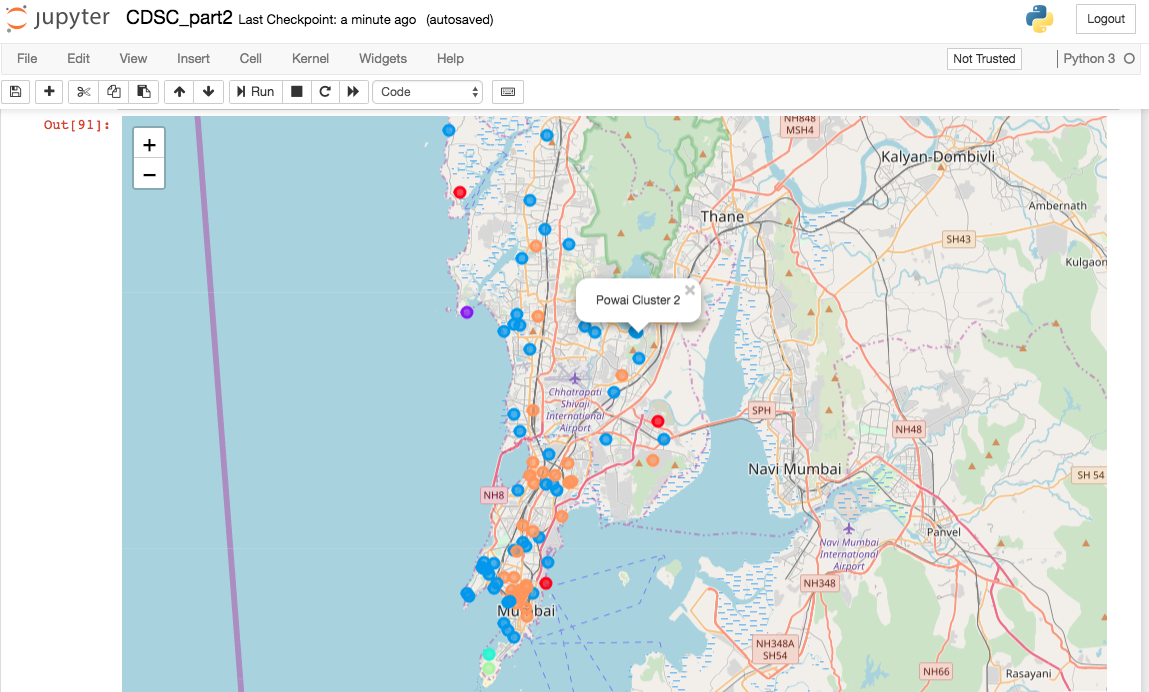 jupyter CDSC_part2 Last Checkpoint: a minute ago (autosaved)
Logout
File Edit View Insert Cell Kernel Widgets Help
Not Trusted
Python 3
Run
Code
Out[91]:
+
−
NH848
MSH4
Kalyan-Dombivli
Ambernath
Thane
SH43
Kulgaon
Powai Cluster 2
×
Chhatrapati
Shivaji
International
Airport
SPH
NH48
Navi Mumbai
SH 54
NH8
Panvel
Navi Mumbai
International
Airport
NH348
Mumbai
NH348A
SH54
NH66
Rasayani